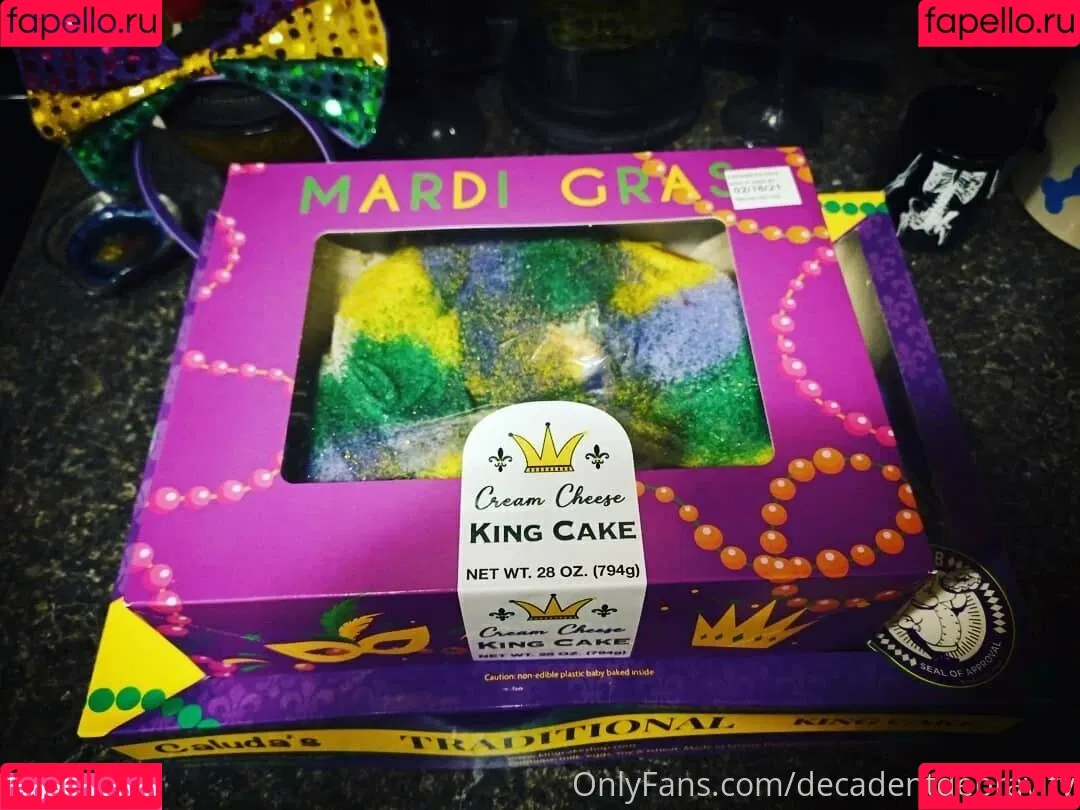 fapello.ru
fapello.ru
MARDI GRAS
02/16/21
Cream Cheese
KING CAKE
NET WT. 28 OZ. (794g)
Cream Cheese
KING CAKE
NET WT. 28 OZ. (794g)
SEAL OF APPROVAL
Caution: non-edible plastic baby baked inside
Caluda's
TRADITIONAL
KING CAKE
fapello.ru
fapello.ru
OnlyFans.com/decadent